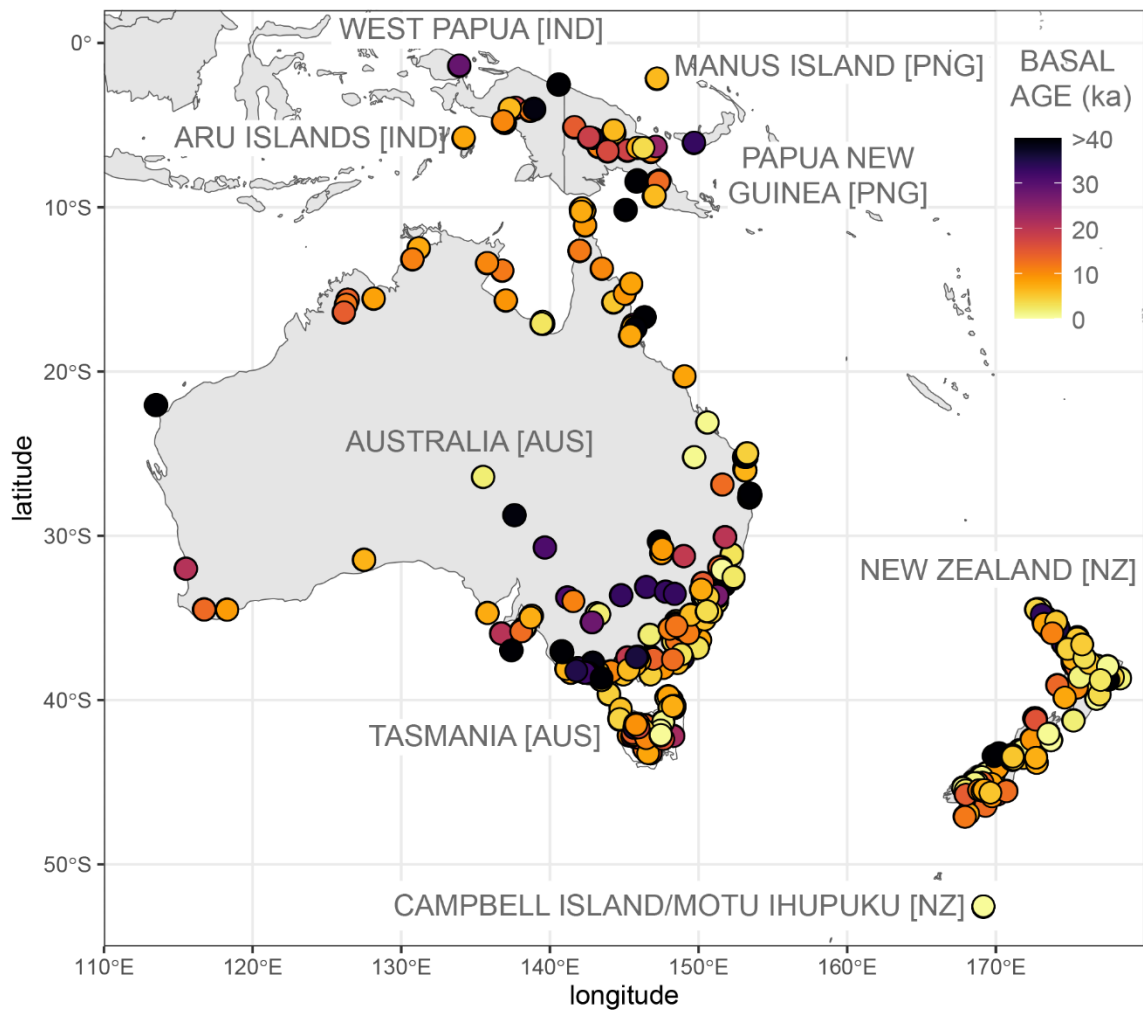 WEST PAPUA [IND]
MANUS ISLAND [PNG]
BASAL
AGE (ka)
>40
30
20
10
0
ARU ISLANDS [IND]
PAPUA NEW
GUINEA [PNG]
AUSTRALIA [AUS]
NEW ZEALAND [NZ]
TASMANIA [AUS]
CAMPBELL ISLAND/MOTU IHUPUKU [NZ]
0°
10°S
20°S
30°S
40°S
50°S
latitude
110°E
120°E
130°E
140°E
150°E
160°E
170°E
longitude